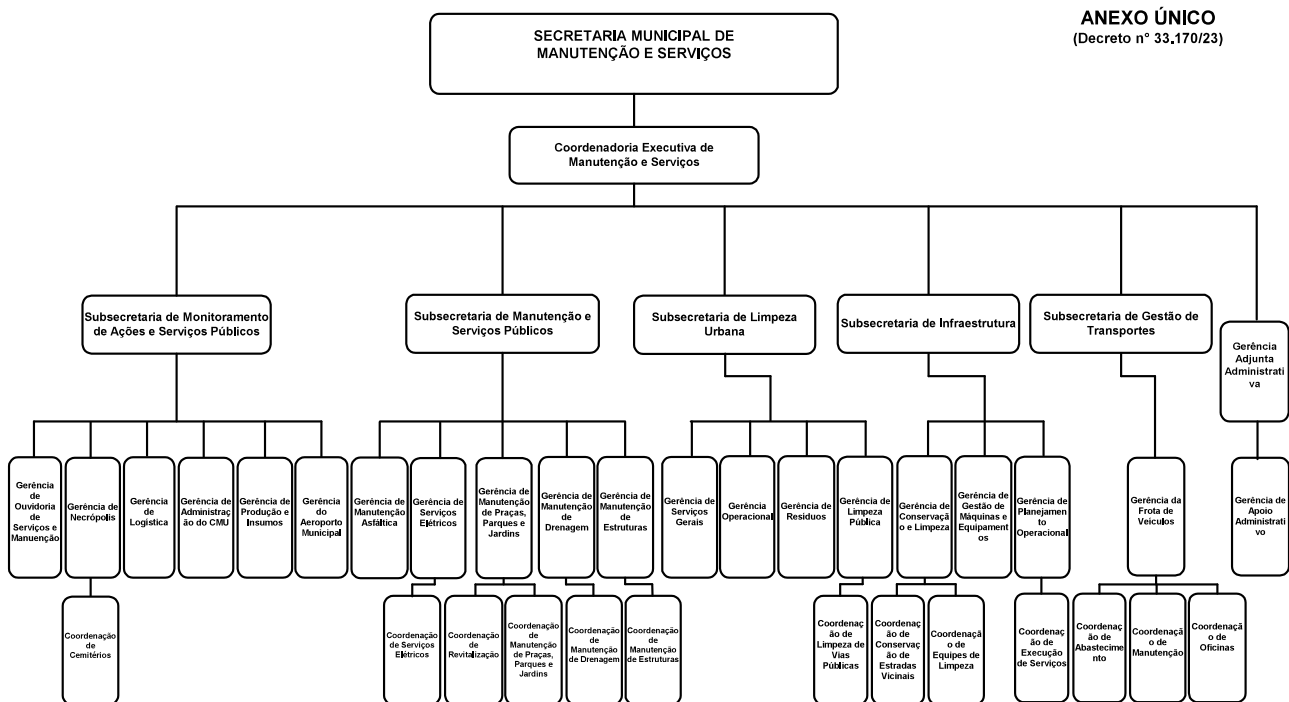 ANEXO ÚNICO
(Decreto n° 33.170/23)
SECRETARIA MUNICIPAL DE
MANUTENÇÃO E SERVIÇOS
Coordenadoria Executiva de
Manutenção e Serviços
Subsecretaria de Monitoramento
de Ações e Serviços Públicos
Subsecretaria de Manutenção e
Serviços Públicos
Subsecretaria de Limpeza
Urbana
Subsecretaria de Infraestrutura
Subsecretaria de Gestão de
Transportes
Gerência
Adjunta
Administrati
va
Gerência
de
Ouvidoria
de Serviços e
Manuenção
Gerência de
Necrópolis
Gerência
de
Logistica
Gerência de
Administração
do CMU
Gerência de
Produção e
Insumos
Gerência
do
Aeroporto
Municipal
Gerência de
Manutenção
Asfáltica
Gerência de
Serviços
Elétricos
Gerência de
Manutenção
de Praças,
Parques e
Jardins
Gerência de
Manutenção
de
Drenagem
Gerência de
Manutenção
de
Estruturas
Gerência de
Serviços
Gerais
Gerência
Operacional
Gerência
de
Residuos
Gerência de
Limpeza
Pública
Gerência
de
Conservaçã
o e Limpeza
Gerência de
Gestão de
Máquinas e
Equipamento
s
Gerência de
Planejame
nto
Operacional
Gerência da
Frota de
Veiculos
Gerência de
Apoio
Administrati
vo
Coordenação
de
Cemitérios
Coordenação
de Serviços
Elétricos
Coordenação
de
Revitalização
Coordenação
de
Manutenção
de Praças,
Parques e
Jardins
Coordenação
de
Manutenção
de Drenagem
Coordenação
de
Manutenção
de Estruturas
Coordenaç
ão de
Limpeza de
Vias
Públicas
Coordenaç
ão de
Conservaç
ão de
Estradas
Vicinais
Coordenaçã
o de
Equipes de
Limpeza
Coordenaç
ão de
Execução
de Serviços
Coordenaç
ão de
Abastecime
nto
Coordenaçã
o de
Manutenção
Coordenaçã
o de
Oficinas